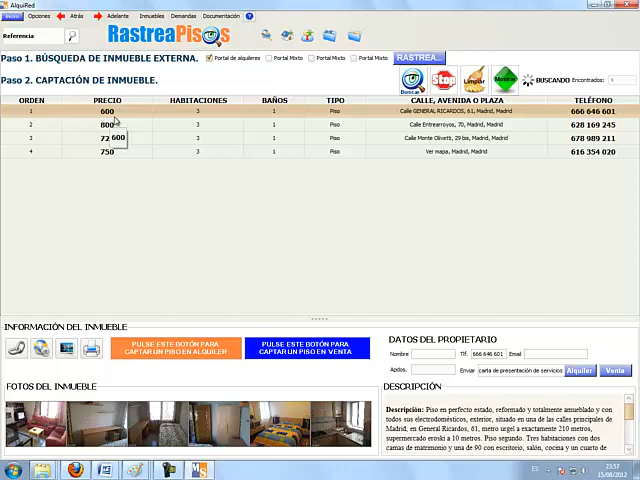 AlquiRed
Inicio Opciones Atrás Adelante Inmuebles Demandas Documentación
Referencia
RastreaPisos
Paso 1. BÚSQUEDA DE INMUEBLE EXTERNA. Portal de alquileres Portal Mixto Portal Mixto Portal Mixto RASTREA...
Paso 2. CAPTACIÓN DE INMUEBLE. Buscar Stop Limpiar Mostrar BUSCANDO Encontrados: 4
ORDEN PRECIO HABITACIONES BAÑOS TIPO CALLE, AVENIDA O PLAZA TELÉFONO
1 600 3 1 Piso Calle GENERAL RICARDOS, 61, Madrid, Madrid 666 646 601
2 800 3 1 Piso Calle Entrearroyos, 70, Madrid, Madrid 628 169 245
3 72 600 3 1 Piso Calle Monte Olivetti, 29 bis, Madrid, Madrid 678 989 211
4 750 3 1 Piso Ver mapa, Madrid, Madrid 616 354 020
INFORMACIÓN DEL INMUEBLE
PULSE ESTE BOTÓN PARA
CAPTAR UN PISO EN ALQUILER
PULSE ESTE BOTÓN PARA
CAPTAR UN PISO EN VENTA
DATOS DEL PROPIETARIO
Nombre Tlf. 666 646 601 Email
Apdos. Enviar carta de presentación de servicios Alquiler Venta
FOTOS DEL INMUEBLE
DESCRIPCIÓN
Descripción: Piso en perfecto estado, reformado y totalmente amueblado y con
todos sus electrodomésticos, exterior, situado en una de las calles principales de
Madrid, en General Ricardos, 61, metro urgel a exactamente 210 metros,
supermercado eroski a 10 metros. Piso segundo. Tres habitaciones con dos
camas de matrimonio y una de 90 con escritorio, salón, cocina y un cuarto de
ES 23:57
15/08/2012